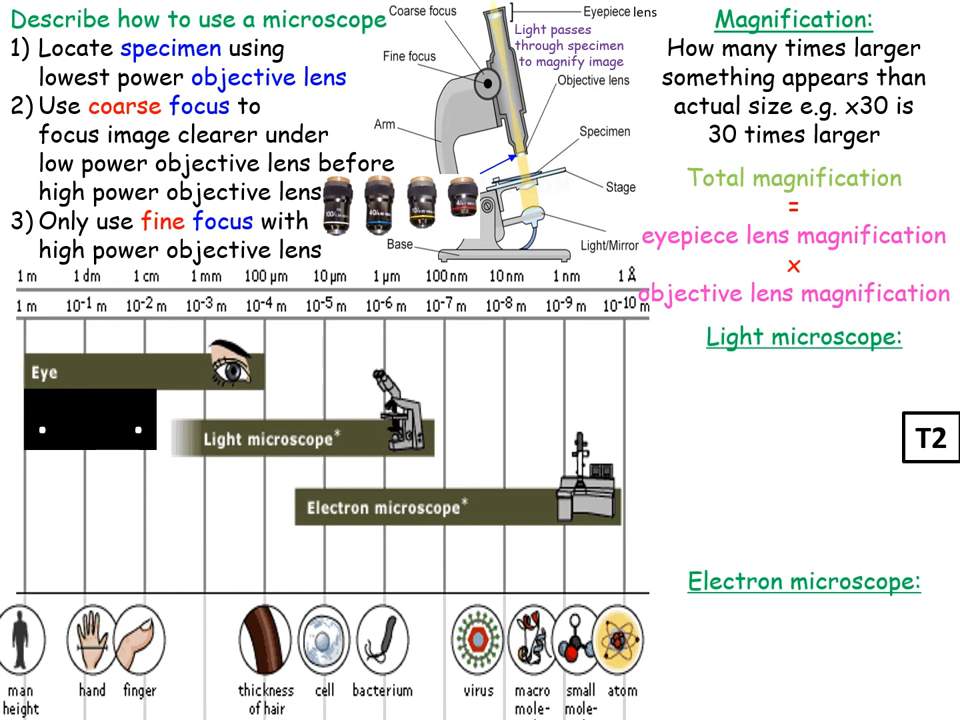 Describe how to use a microscope
1) Locate specimen using
lowest power objective lens
2) Use coarse focus to
focus image clearer under
low power objective lens before
high power objective lens
3) Only use fine focus with
high power objective lens
Coarse focus
Eyepiece lens
Light passes
through specimen
to magnify image
Fine focus
Objective lens
Arm
Specimen
Stage
Base
Light/Mirror
Magnification:
How many times larger
something appears than
actual size e.g. x30 is
30 times larger
Total magnification
=
eyepiece lens magnification
x
objective lens magnification
1 m 1 dm 1 cm 1 mm 100 µm 10 µm 1 µm 100 nm 10 nm 1 nm 1 Å
1 m 10⁻¹ m 10⁻² m 10⁻³ m 10⁻⁴ m 10⁻⁵ m 10⁻⁶ m 10⁻⁷ m 10⁻⁸ m 10⁻⁹ m 10⁻¹⁰ m
Light microscope:
Eye
Light microscope*
T2
Electron microscope*
Electron microscope:
man
height
hand
finger
thickness
of hair
cell
bacterium
virus
macro
mole-
small
mole-
atom